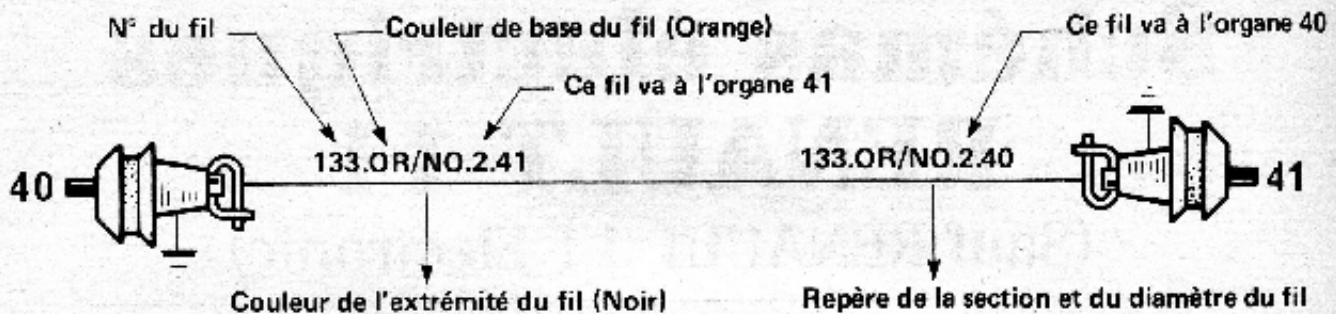 N° du fil
Couleur de base du fil (Orange)
Ce fil va à l'organe 40
Ce fil va à l'organe 41
133.OR/NO.2.41
133.OR/NO.2.40
40
41
Couleur de l'extrémité du fil (Noir)
Repère de la section et du diamètre du fil